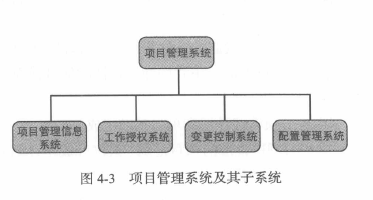 项目管理系统
项目管理信息
系统
工作授权系统
变更控制系统
配置管理系统
图 4-3 项目管理系统及其子系统